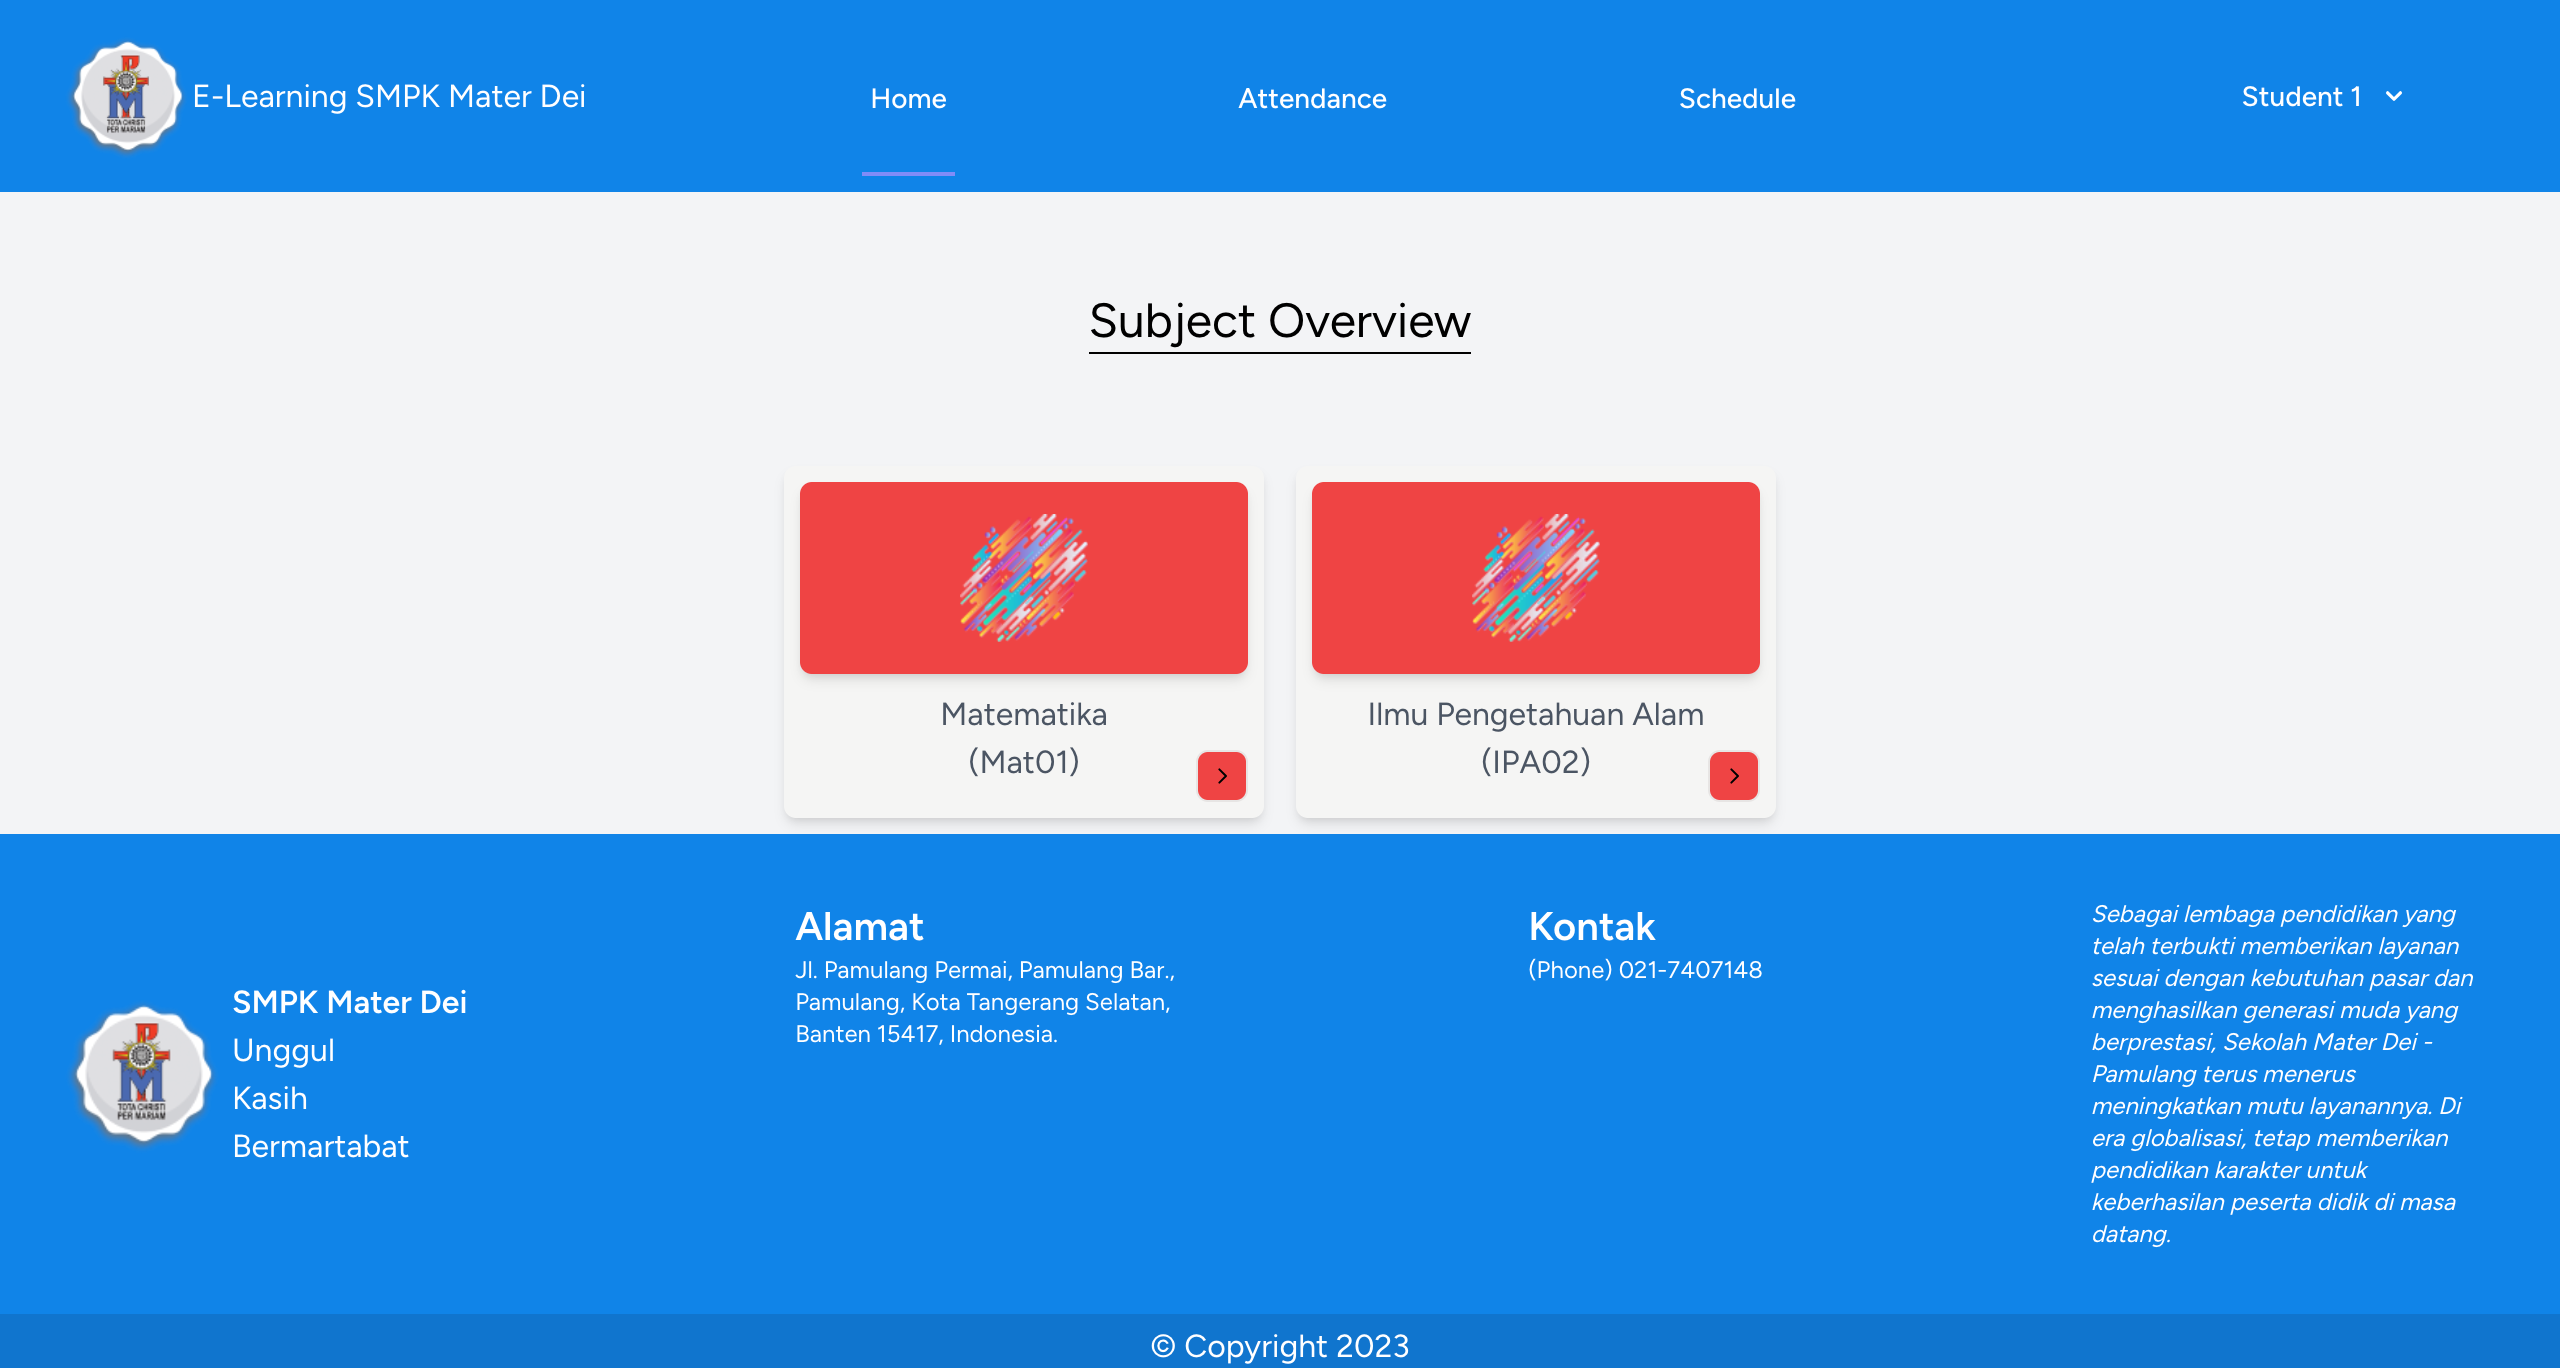 TOTA CHRISTI
PER MARIAM
E-Learning SMPK Mater Dei
Home
Attendance
Schedule
Student 1
Subject Overview
Matematika
(Mat01)
Ilmu Pengetahuan Alam
(IPA02)
TOTA CHRISTI
PER MARIAM
SMPK Mater Dei
Unggul
Kasih
Bermartabat
Alamat
Jl. Pamulang Permai, Pamulang Bar.,
Pamulang, Kota Tangerang Selatan,
Banten 15417, Indonesia.
Kontak
(Phone) 021-7407148
Sebagai lembaga pendidikan yang
telah terbukti memberikan layanan
sesuai dengan kebutuhan pasar dan
menghasilkan generasi muda yang
berprestasi, Sekolah Mater Dei -
Pamulang terus menerus
meningkatkan mutu layanannya. Di
era globalisasi, tetap memberikan
pendidikan karakter untuk
keberhasilan peserta didik di masa
datang.
© Copyright 2023